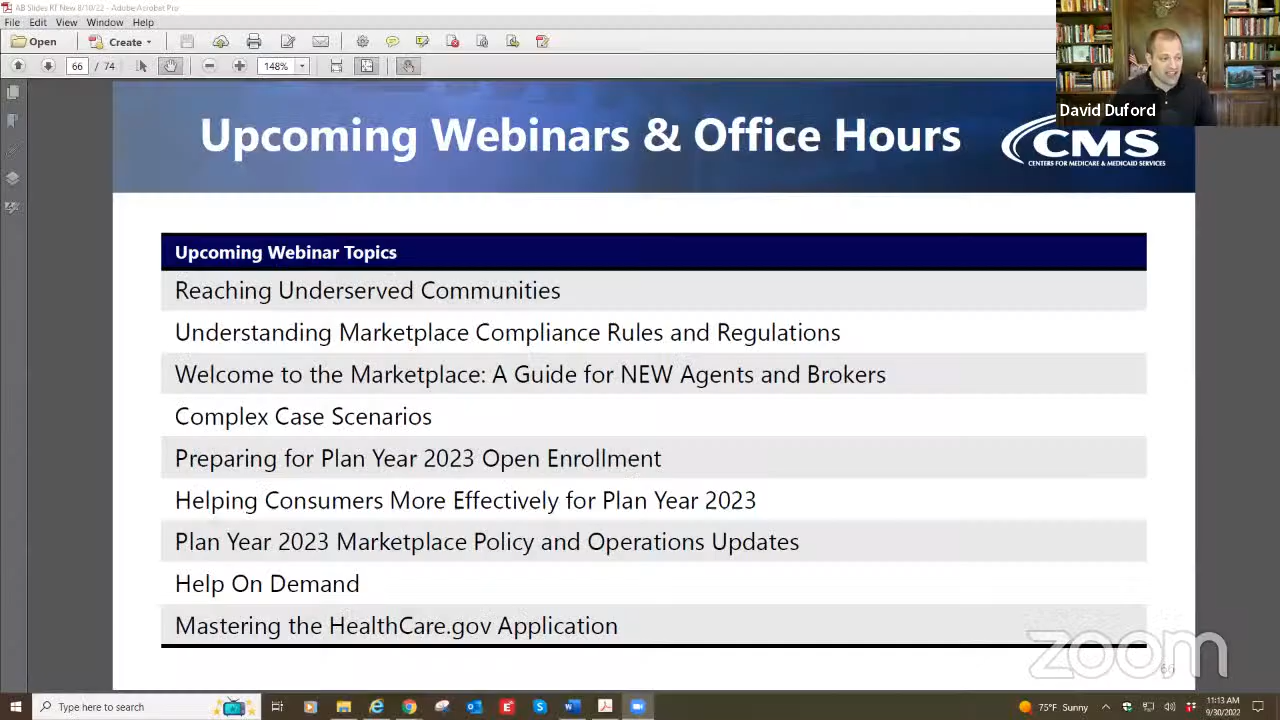 AB Slides RT New 8/10/22 - Adobe Acrobat Pro
File Edit View Window Help
Open Create
66 / 74 148%
David Duford
Upcoming Webinars & Office Hours
CMS
CENTERS FOR MEDICARE & MEDICAID SERVICES
Upcoming Webinar Topics
Reaching Underserved Communities
Understanding Marketplace Compliance Rules and Regulations
Welcome to the Marketplace: A Guide for NEW Agents and Brokers
Complex Case Scenarios
Preparing for Plan Year 2023 Open Enrollment
Helping Consumers More Effectively for Plan Year 2023
Plan Year 2023 Marketplace Policy and Operations Updates
Help On Demand
Mastering the HealthCare.gov Application
zoom
66
Type here to search
75°F Sunny
11:13 AM
9/30/2022